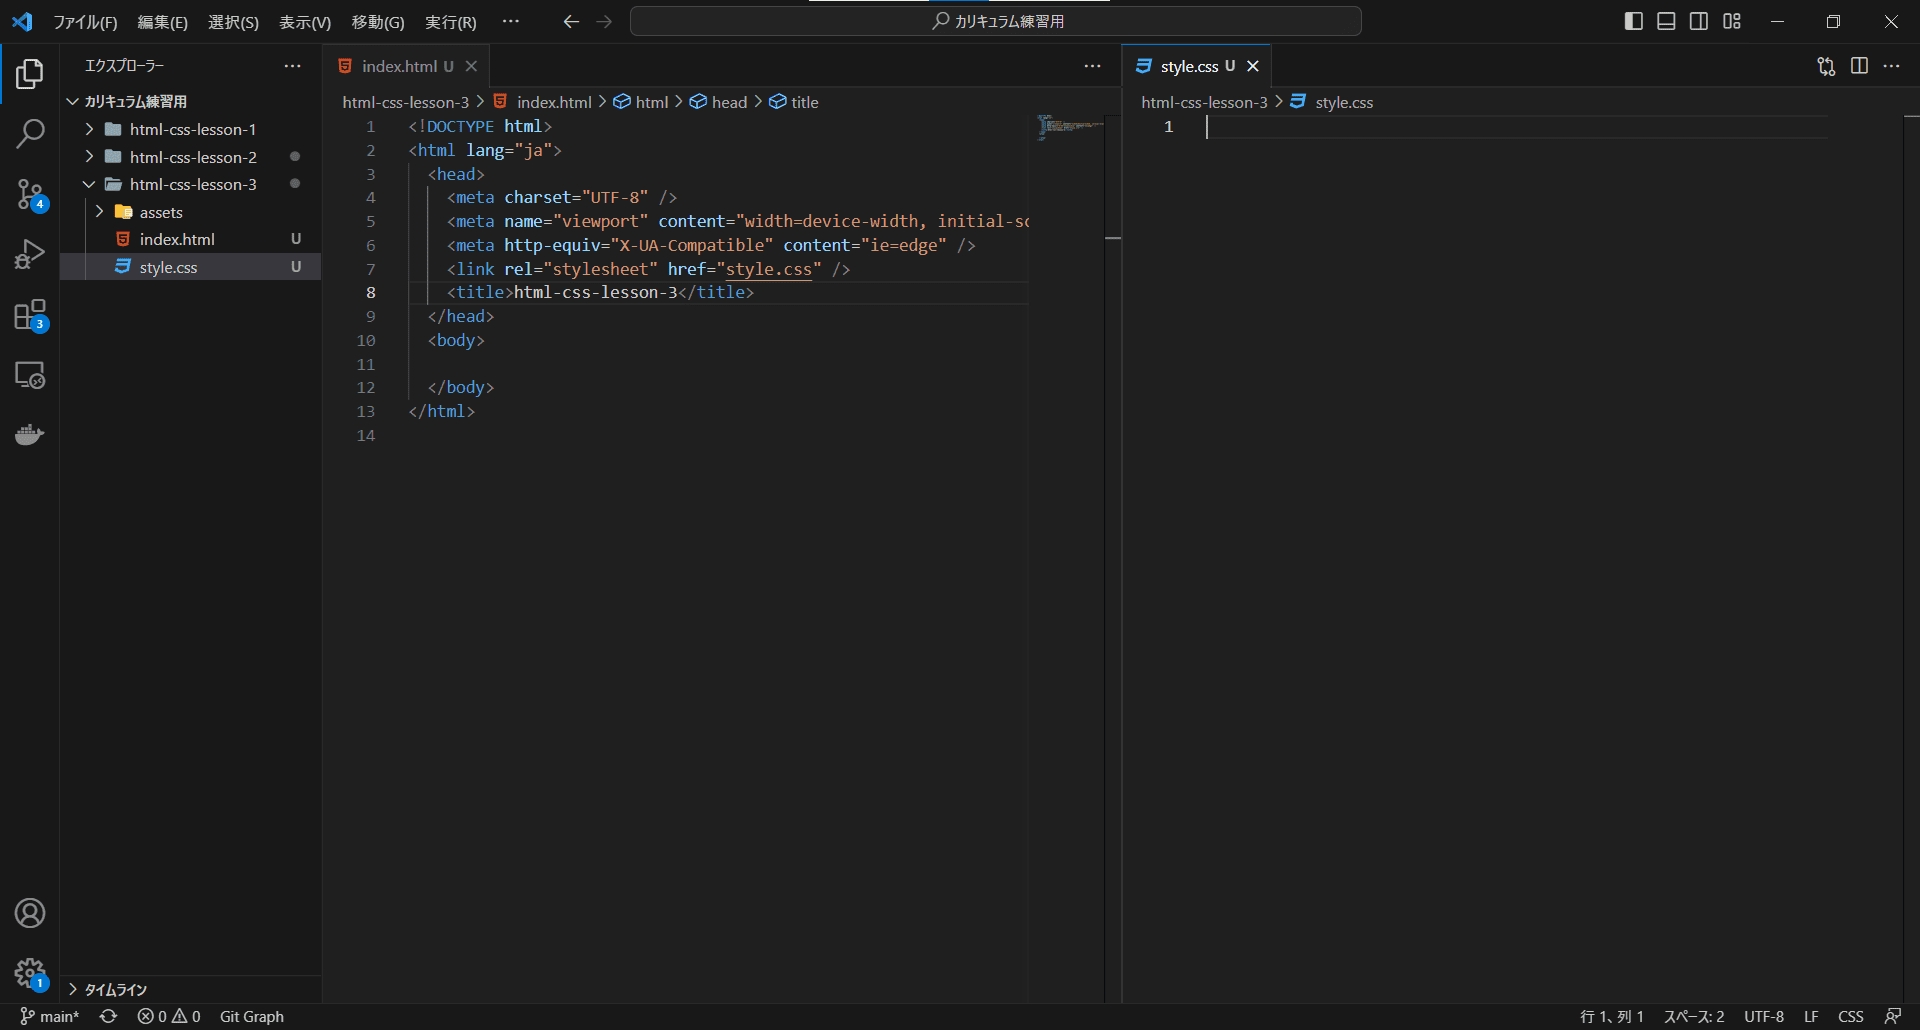 ファイル(F) 編集(E) 選択(S) 表示(V) 移動(G) 実行(R) ··· カリキュラム練習用
エクスプローラー ···
カリキュラム練習用
html-css-lesson-1
html-css-lesson-2
html-css-lesson-3
assets
index.html U
style.css U
タイムライン
4
3
1
index.html U ···
html-css-lesson-3 > index.html > html > head > title
1 <!DOCTYPE html>
2 <html lang="ja">
3 <head>
4 <meta charset="UTF-8" />
5 <meta name="viewport" content="width=device-width, initial-sc
6 <meta http-equiv="X-UA-Compatible" content="ie=edge" />
7 <link rel="stylesheet" href="style.css" />
8 <title>html-css-lesson-3</title>
9 </head>
10 <body>
11
12 </body>
13 </html>
14
style.css U ···
html-css-lesson-3 > style.css
1
main* 0 0 Git Graph 行 1、列 1 スペース: 2 UTF-8 LF CSS